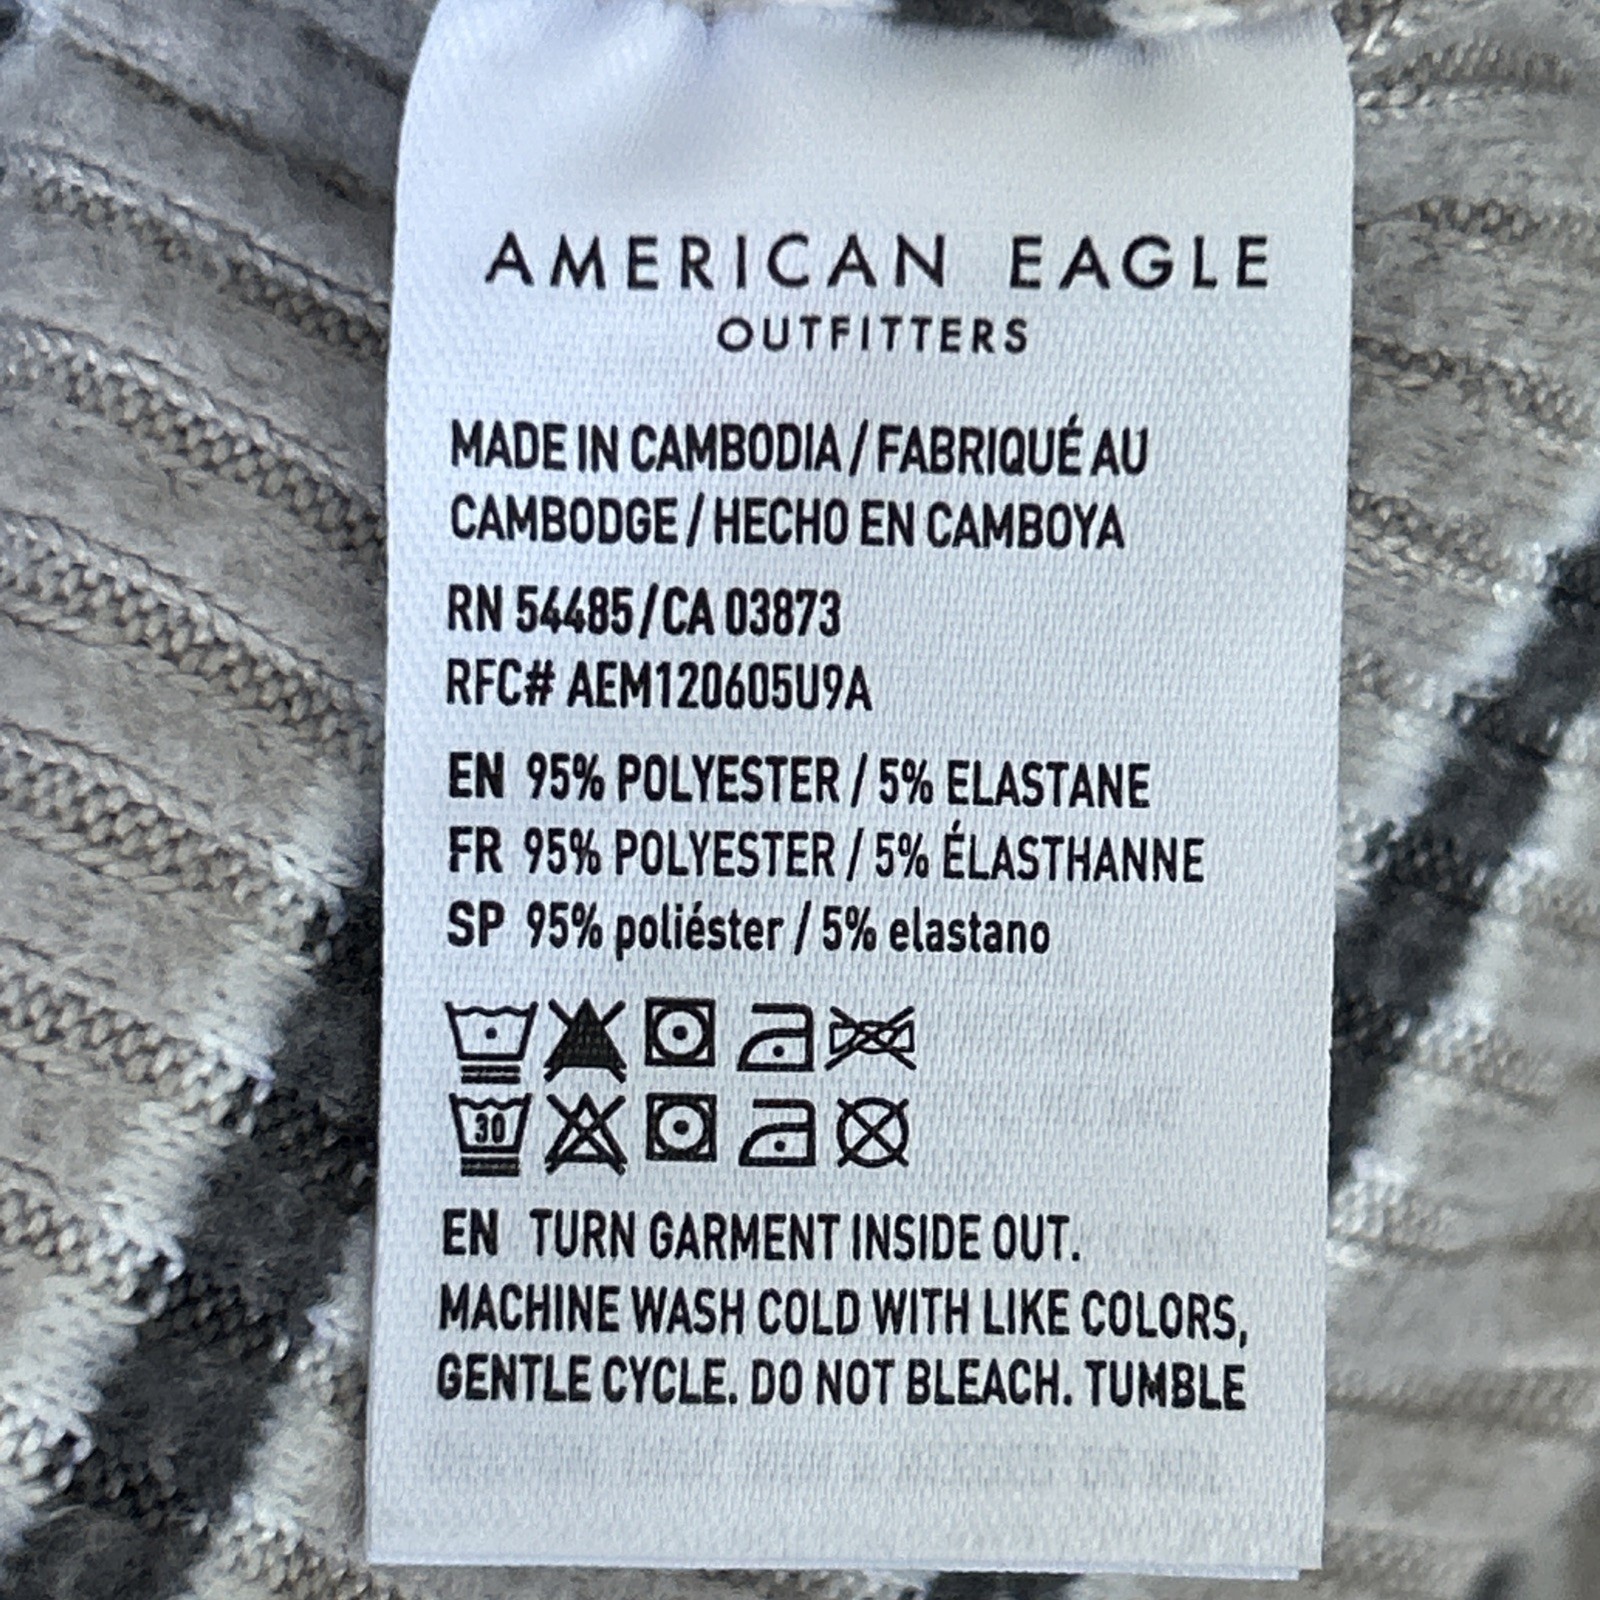 AMERICAN EAGLE
OUTFITTERS
MADE IN CAMBODIA / FABRIQUÉ AU
CAMBODGE / HECHO EN CAMBOYA
RN 54485/CA 03873
RFC# AEM120605U9A
EN 95% POLYESTER / 5% ELASTANE
FR 95% POLYESTER / 5% ÉLASTHANNE
SP 95% poliéster / 5% elastano
30
EN TURN GARMENT INSIDE OUT.
MACHINE WASH COLD WITH LIKE COLORS,
GENTLE CYCLE. DO NOT BLEACH. TUMBLE